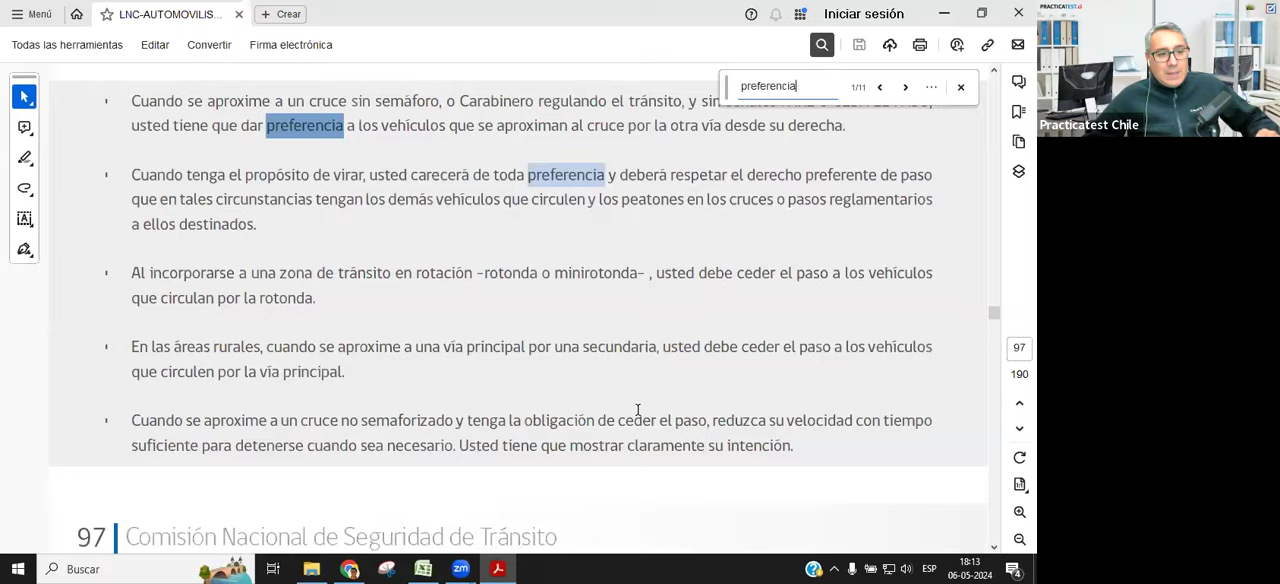 Menú
LNC-AUTOMOVILIS...
Crear
Iniciar sesión
Todas las herramientas
Editar
Convertir
Firma electrónica
preferencia
1/11
Cuando se aproxime a un cruce sin semáforo, o Carabinero regulando el tránsito, y sin
usted tiene que dar preferencia a los vehículos que se aproximan al cruce por la otra vía desde su derecha.
Cuando tenga el propósito de virar, usted carecerá de toda preferencia y deberá respetar el derecho preferente de paso
que en tales circunstancias tengan los demás vehículos que circulen y los peatones en los cruces o pasos reglamentarios
a ellos destinados.
Al incorporarse a una zona de tránsito en rotación -rotonda o minirotonda- , usted debe ceder el paso a los vehículos
que circulan por la rotonda.
En las áreas rurales, cuando se aproxime a una vía principal por una secundaria, usted debe ceder el paso a los vehículos
que circulen por la vía principal.
Cuando se aproxime a un cruce no semaforizado y tenga la obligación de ceder el paso, reduzca su velocidad con tiempo
suficiente para detenerse cuando sea necesario. Usted tiene que mostrar claramente su intención.
97 Comisión Nacional de Seguridad de Tránsito
97
190
PRACTICATEST.cl
Practicatest Chile
Buscar
zm
ESP
18:13
06-05-2024
4